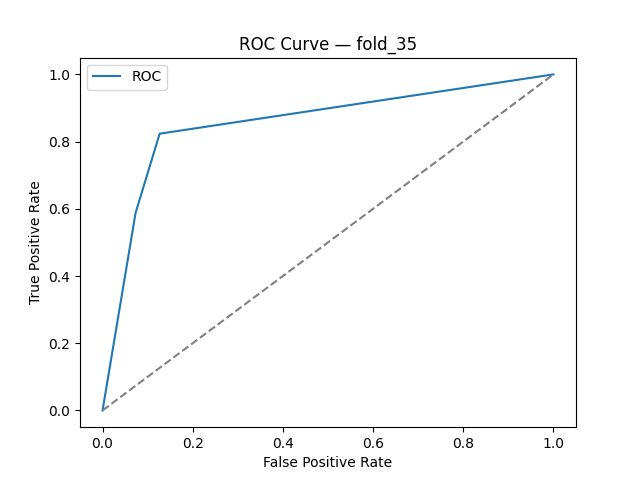 ROC Curve — fold_35
ROC
True Positive Rate
1.0
0.8
0.6
0.4
0.2
0.0
0.0 0.2 0.4 0.6 0.8 1.0
False Positive Rate